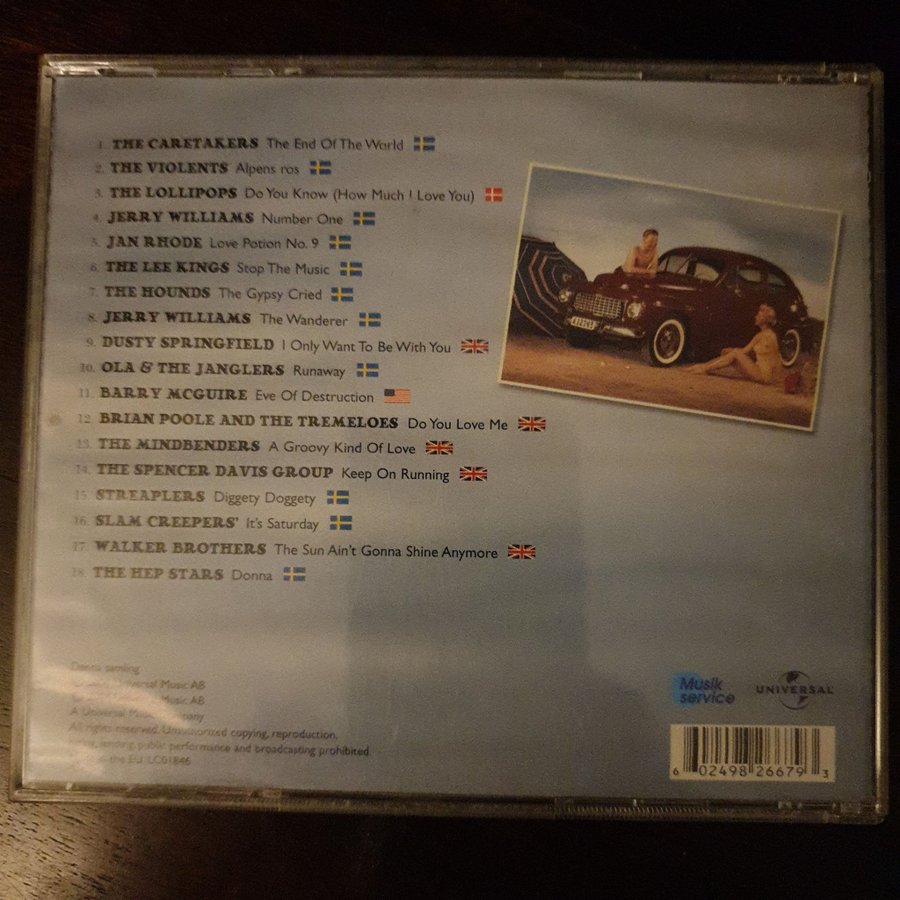 1. THE CARETAKERS The End Of The World
2. THE VIOLENTS Alpens ros
3. THE LOLLIPOPS Do You Know (How Much I Love You)
4. JERRY WILLIAMS Number One
5. JAN RHODE Love Potion No. 9
6. THE LEE KINGS Stop The Music
7. THE HOUNDS The Gypsy Cried
8. JERRY WILLIAMS The Wanderer
9. DUSTY SPRINGFIELD I Only Want To Be With You
10. OLA & THE JANGLERS Runaway
11. BARRY MCGUIRE Eve Of Destruction
12. BRIAN POOLE AND THE TREMELOES Do You Love Me
13. THE MINDBENDERS A Groovy Kind Of Love
14. THE SPENCER DAVIS GROUP Keep On Running
15. STREAPLERS Diggety Doggety
16. SLAM CREEPERS' It's Saturday
17. WALKER BROTHERS The Sun Ain't Gonna Shine Anymore
18. THE HEP STARS Donna
Denna samling
Universal Music AB
Music AB
A Universal Music Company
All rights reserved. Unauthorized copying, reproduction,
lending, public performance and broadcasting prohibited.
the EU. LC01846
Musik
service
UNIVERSAL
6 02498 26679 3